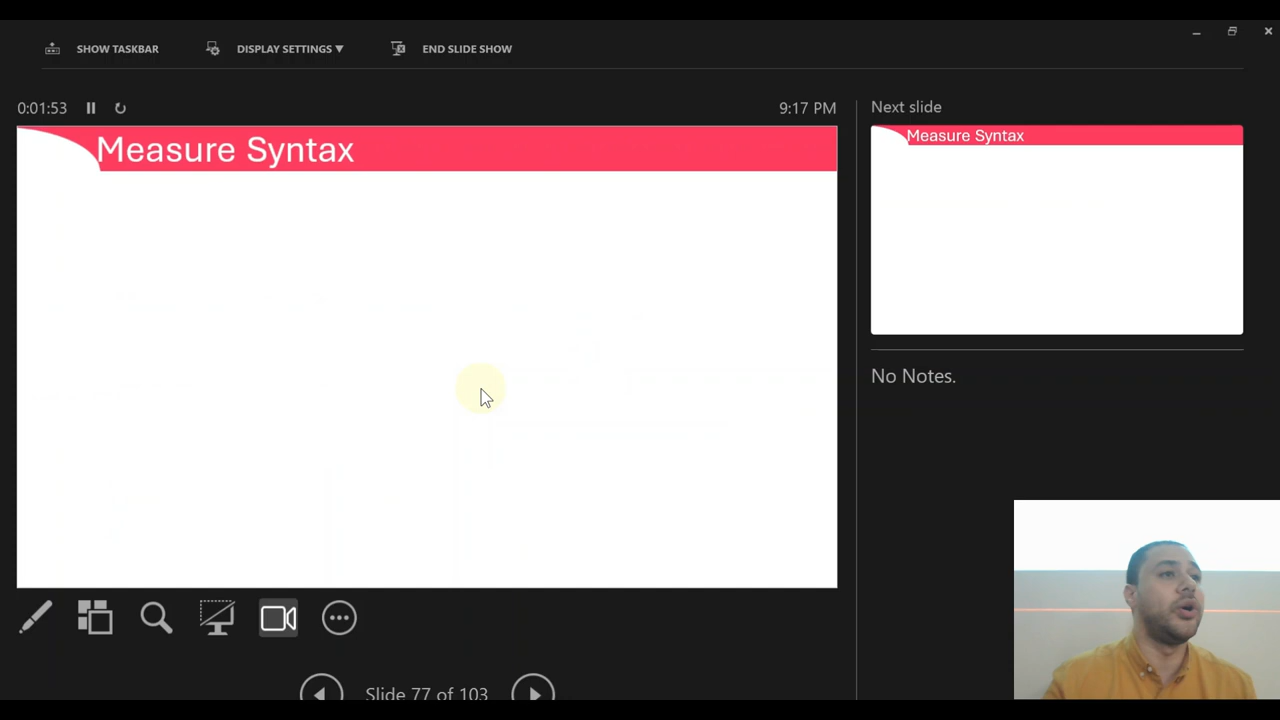 SHOW TASKBAR
DISPLAY SETTINGS ▼
END SLIDE SHOW
0:01:53
9:17 PM
Measure Syntax
Next slide
Measure Syntax
No Notes.
Slide 77 of 103